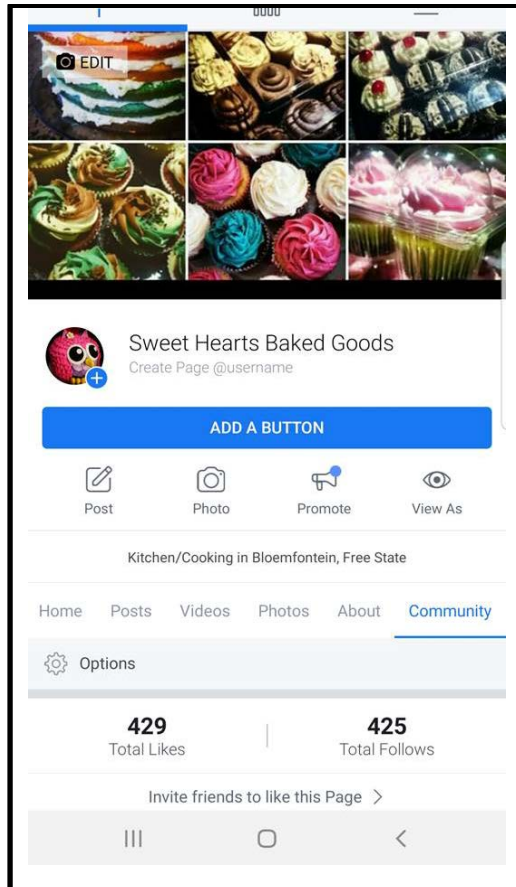 EDIT
Sweet Hearts Baked Goods
Create Page @username
ADD A BUTTON
Post Photo Promote View As
Kitchen/Cooking in Bloemfontein, Free State
Home Posts Videos Photos About Community
Options
429 425
Total Likes Total Follows
Invite friends to like this Page